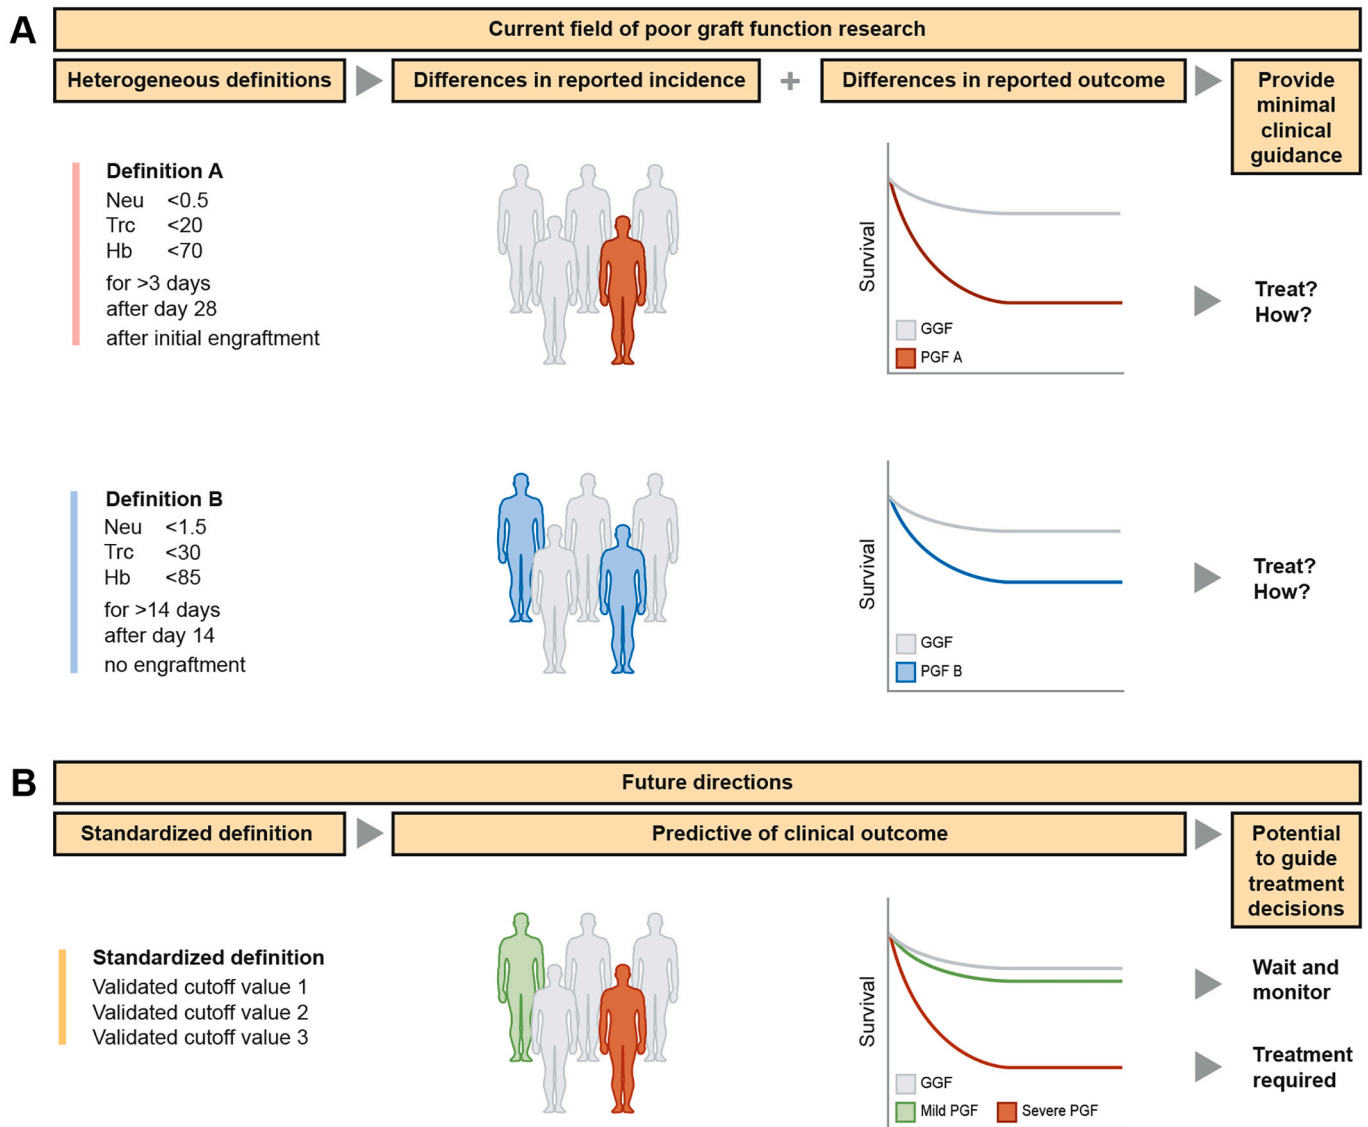 A
Current field of poor graft function research
Heterogeneous definitions
Differences in reported incidence
+
Differences in reported outcome
Provide
minimal
clinical
guidance
Definition A
Neu <0.5
Trc <20
Hb <70
for >3 days
after day 28
after initial engraftment
Survival
GGF
PGF A
Treat?
How?
Definition B
Neu <1.5
Trc <30
Hb <85
for >14 days
after day 14
no engraftment
Survival
GGF
PGF B
Treat?
How?
B
Future directions
Standardized definition
Predictive of clinical outcome
Potential
to guide
treatment
decisions
Standardized definition
Validated cutoff value 1
Validated cutoff value 2
Validated cutoff value 3
Survival
GGF
Mild PGF
Severe PGF
Wait and
monitor
Treatment
required